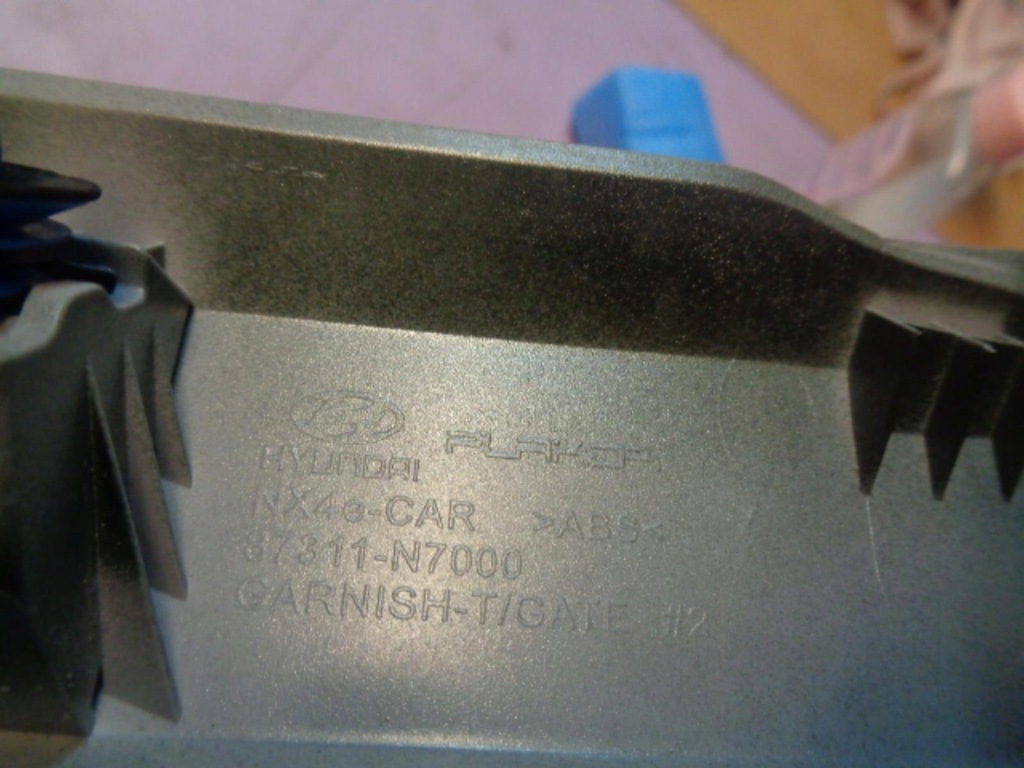 HYUNDAI PLAKOR
NX4e-CAR >ABS<
87311-N7000
GARNISH-T/GATE #2